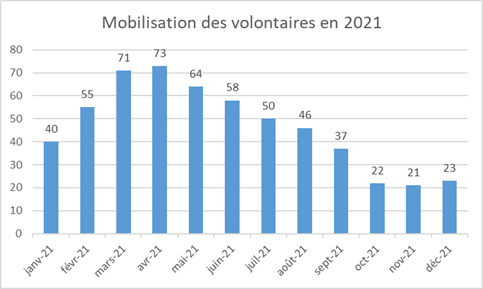 Mobilisation des volontaires en 2021
80
70
60
50
40
30
20
10
0
40
55
71
73
64
58
50
46
37
22
21
23
janv-21
févr-21
mars-21
avr-21
mai-21
juin-21
juil-21
août-21
sept-21
oct-21
nov-21
déc-21